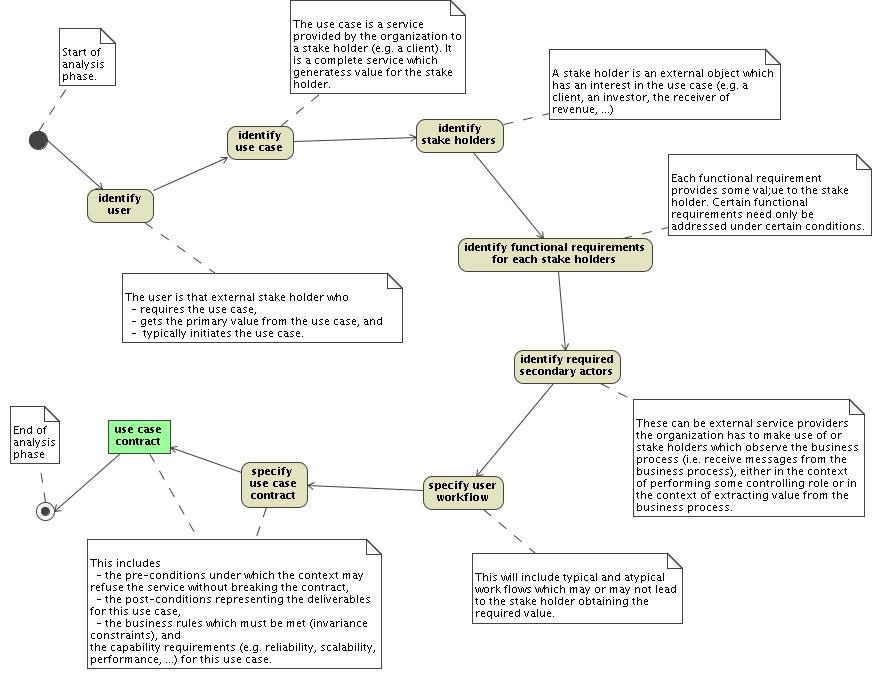 Start of
analysis
phase.
The use case is a service
provided by the organization to
a stake holder (e.g. a client). It
is a complete service which
generatess value for the stake
holder.
A stake holder is an external object which
has an interest in the use case (e.g. a
client, an investor, the receiver of
revenue, ...)
identify
use case
identify
stake holders
identify
user
Each functional requirement
provides some val;ue to the stake
holder. Certain functional
requirements need only be
addressed under certain conditions.
identify functional requirements
for each stake holders
The user is that external stake holder who
- requires the use case,
- gets the primary value from the use case, and
- typically initiates the use case.
identify required
secondary actors
These can be external service providers
the organization has to make use of or
stake holders which observe the business
process (i.e. receive messages from the
business process), either in the context
of performing some controlling role or in
the context of extracting value from the
business process.
End of
analysis
phase
use case
contract
specify
use case
contract
specify user
workflow
This includes
- the pre-conditions under which the context may
refuse the service without breaking the contract,
- the post-conditions representing the deliverables
for this use case,
- the business rules which must be met (invariance
constraints), and
the capability requirements (e.g. reliability, scalability,
performance, ...) for this use case.
This will include typical and atypical
work flows which may or may not lead
to the stake holder obtaining the
required value.